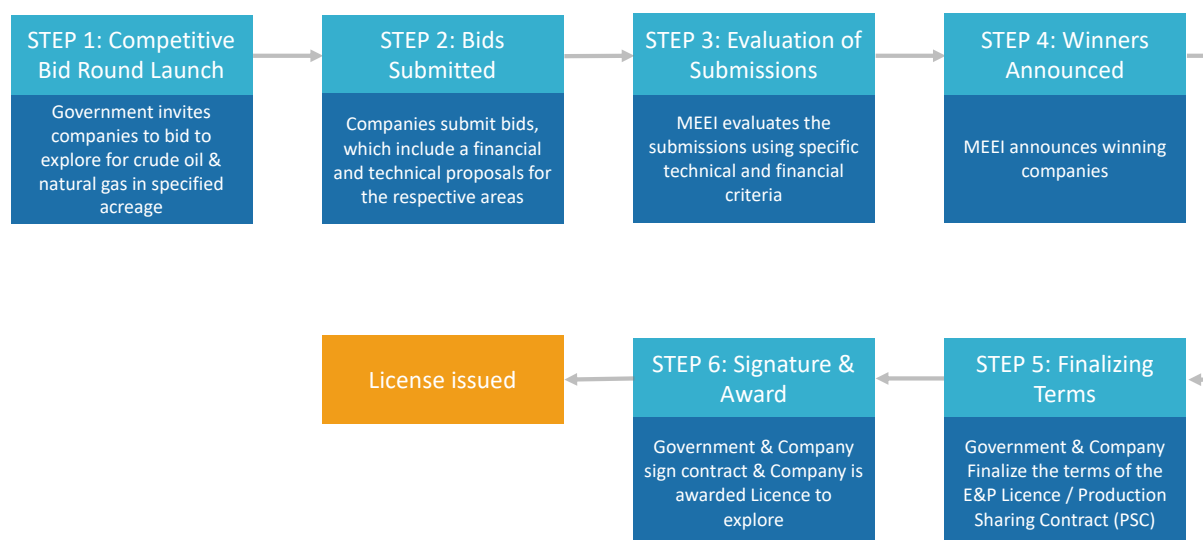 STEP 1: Competitive
Bid Round Launch
Government invites
companies to bid to
explore for crude oil &
natural gas in specified
acreage
STEP 2: Bids
Submitted
Companies submit bids,
which include a financial
and technical proposals for
the respective areas
STEP 3: Evaluation of
Submissions
MEEI evaluates the
submissions using specific
technical and financial
criteria
STEP 4: Winners
Announced
MEEI announces winning
companies
STEP 5: Finalizing
Terms
Government & Company
Finalize the terms of the
E&P Licence / Production
Sharing Contract (PSC)
STEP 6: Signature &
Award
Government & Company
sign contract & Company is
awarded Licence to
explore
License issued